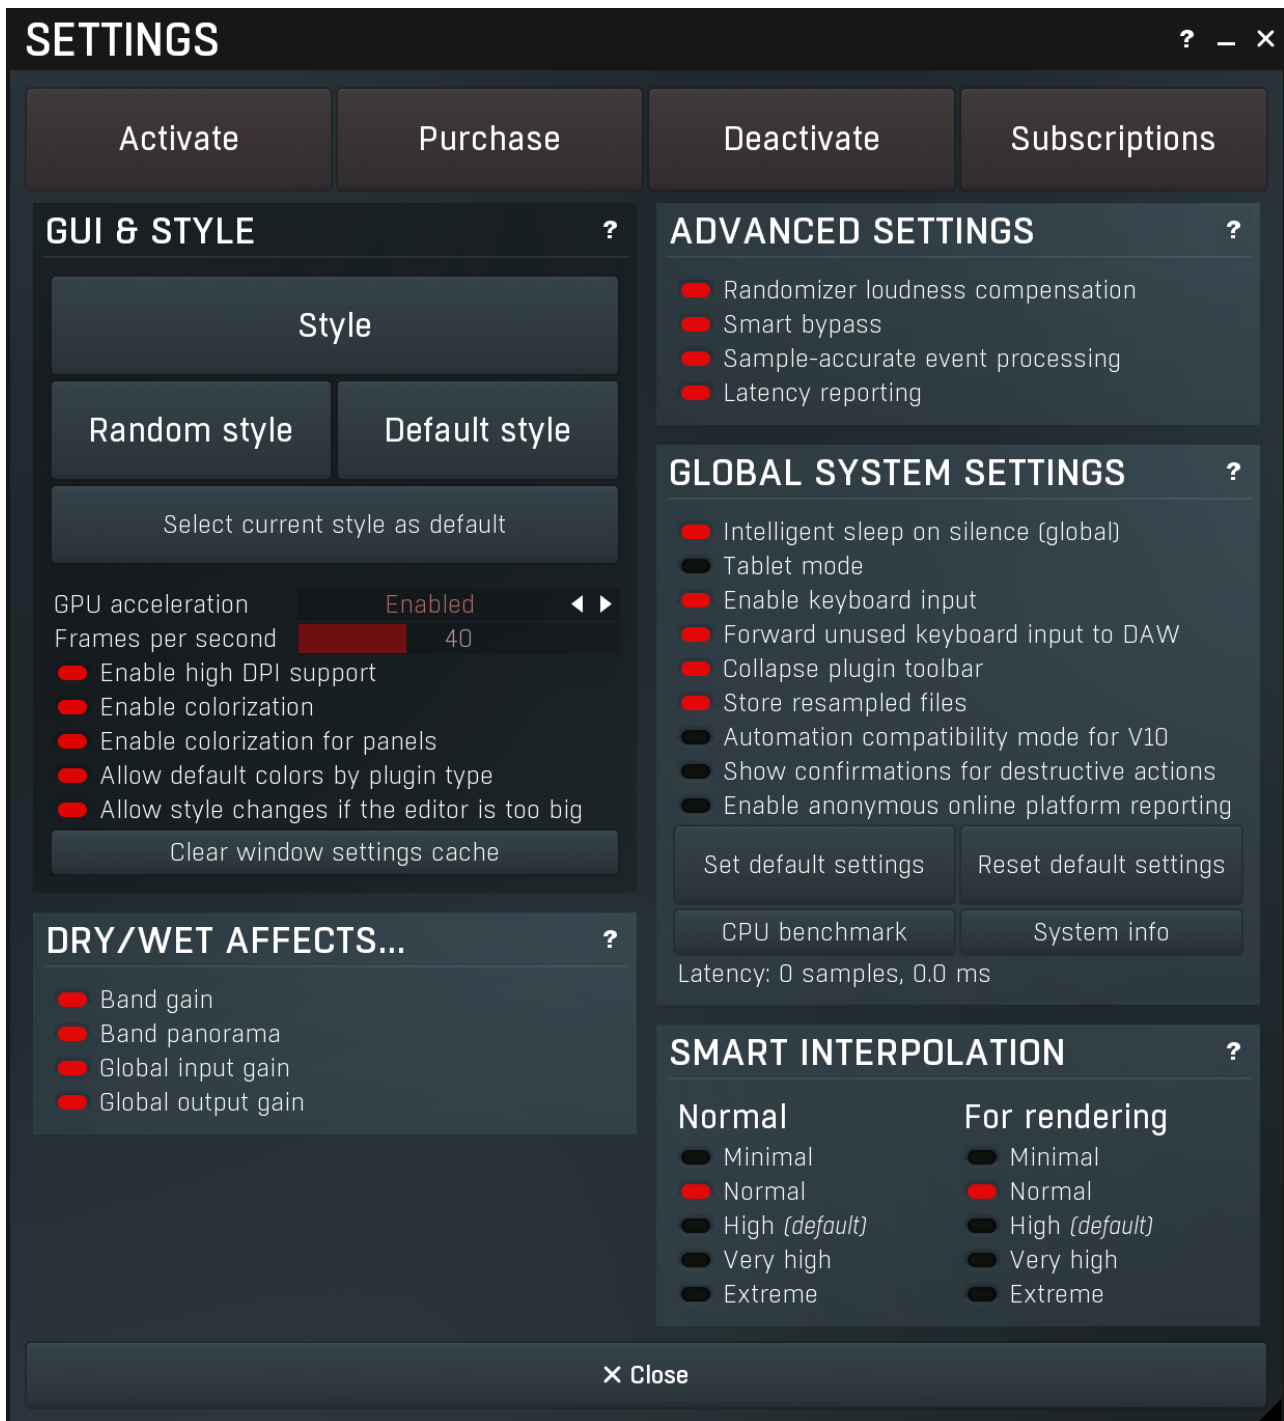 SETTINGS
? _ ×
Activate
Purchase
Deactivate
Subscriptions
GUI & STYLE ?
Style
Random style
Default style
Select current style as default
GPU acceleration Enabled
Frames per second 40
Enable high DPI support
Enable colorization
Enable colorization for panels
Allow default colors by plugin type
Allow style changes if the editor is too big
Clear window settings cache
DRY/WET AFFECTS... ?
Band gain
Band panorama
Global input gain
Global output gain
ADVANCED SETTINGS ?
Randomizer loudness compensation
Smart bypass
Sample-accurate event processing
Latency reporting
GLOBAL SYSTEM SETTINGS ?
Intelligent sleep on silence (global)
Tablet mode
Enable keyboard input
Forward unused keyboard input to DAW
Collapse plugin toolbar
Store resampled files
Automation compatibility mode for V10
Show confirmations for destructive actions
Enable anonymous online platform reporting
Set default settings
Reset default settings
CPU benchmark
System info
Latency: 0 samples, 0.0 ms
SMART INTERPOLATION ?
Normal
Minimal
Normal
High (default)
Very high
Extreme
For rendering
Minimal
Normal
High (default)
Very high
Extreme
× Close